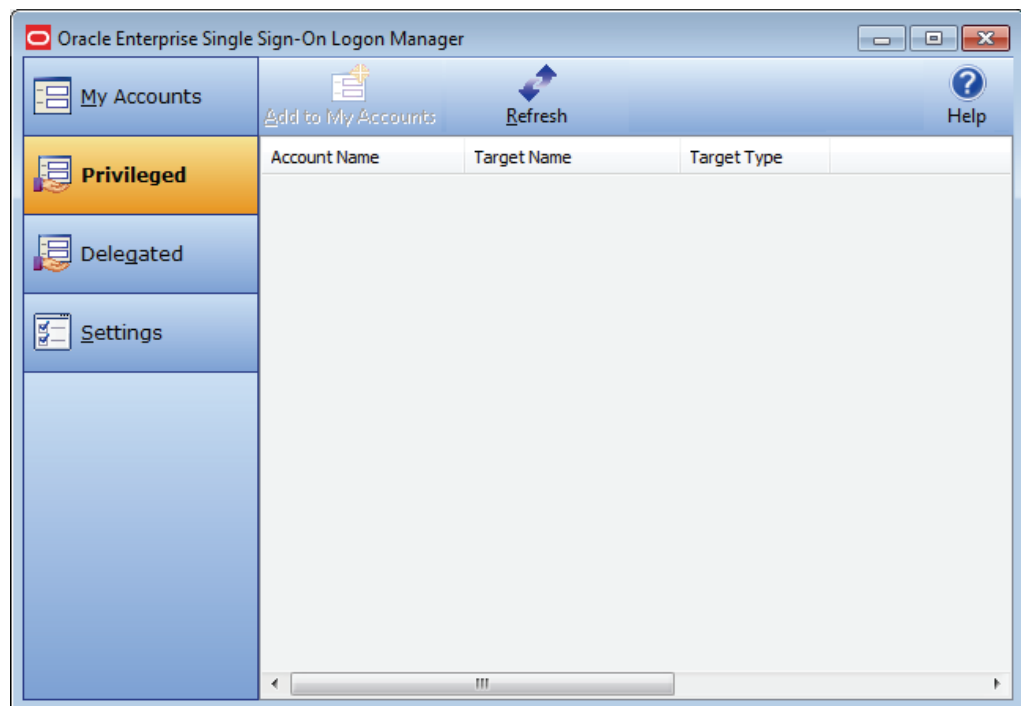 Oracle Enterprise Single Sign-On Logon Manager
My Accounts
Add to My Accounts
Refresh
Help
Privileged
Delegated
Settings
Account Name Target Name Target Type